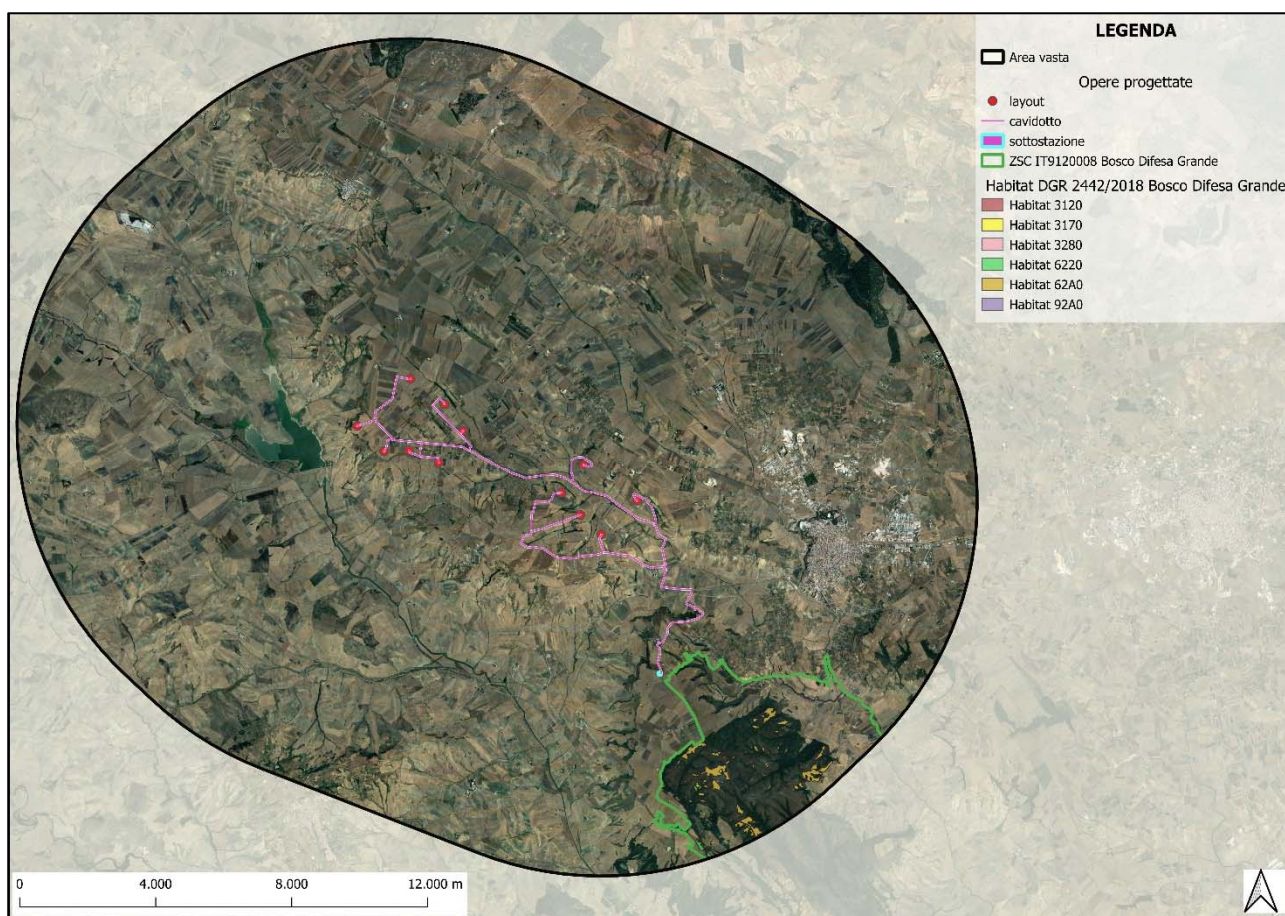 LEGENDA
Area vasta
Opere progettate
layout
cavidotto
sottostazione
ZSC IT9120008 Bosco Difesa Grande
Habitat DGR 2442/2018 Bosco Difesa Grande
Habitat 3120
Habitat 3170
Habitat 3280
Habitat 6220
Habitat 62A0
Habitat 92A0
0 4.000 8.000 12.000 m